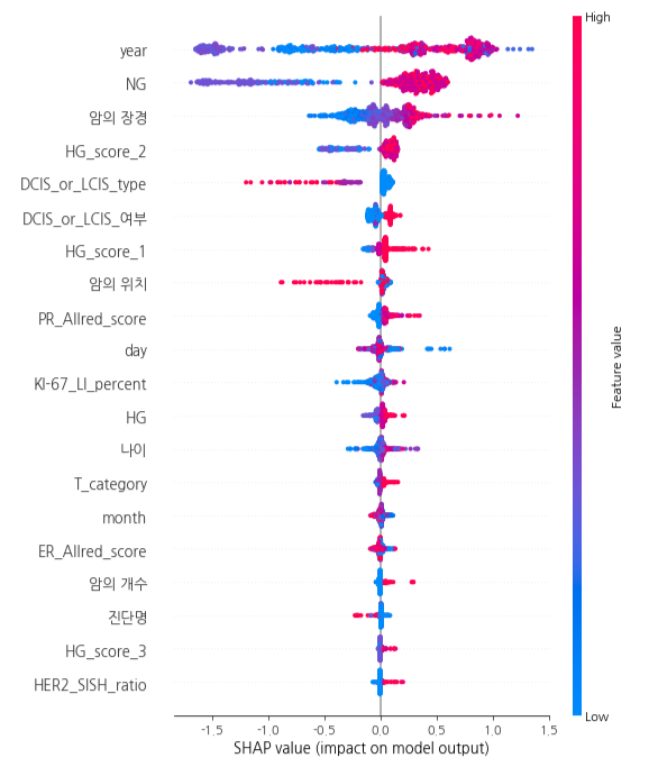 High
year
NG
암의 장경
HG_score_2
DCIS_or_LCIS_type
DCIS_or_LCIS_여부
HG_score_1
암의 위치
PR_Allred_score
day
KI-67_LI_percent
HG
나이
T_category
month
ER_Allred_score
암의 개수
진단명
HG_score_3
HER2_SISH_ratio
Feature value
Low
-1.5 -1.0 -0.5 0.0 0.5 1.0 1.5
SHAP value (impact on model output)